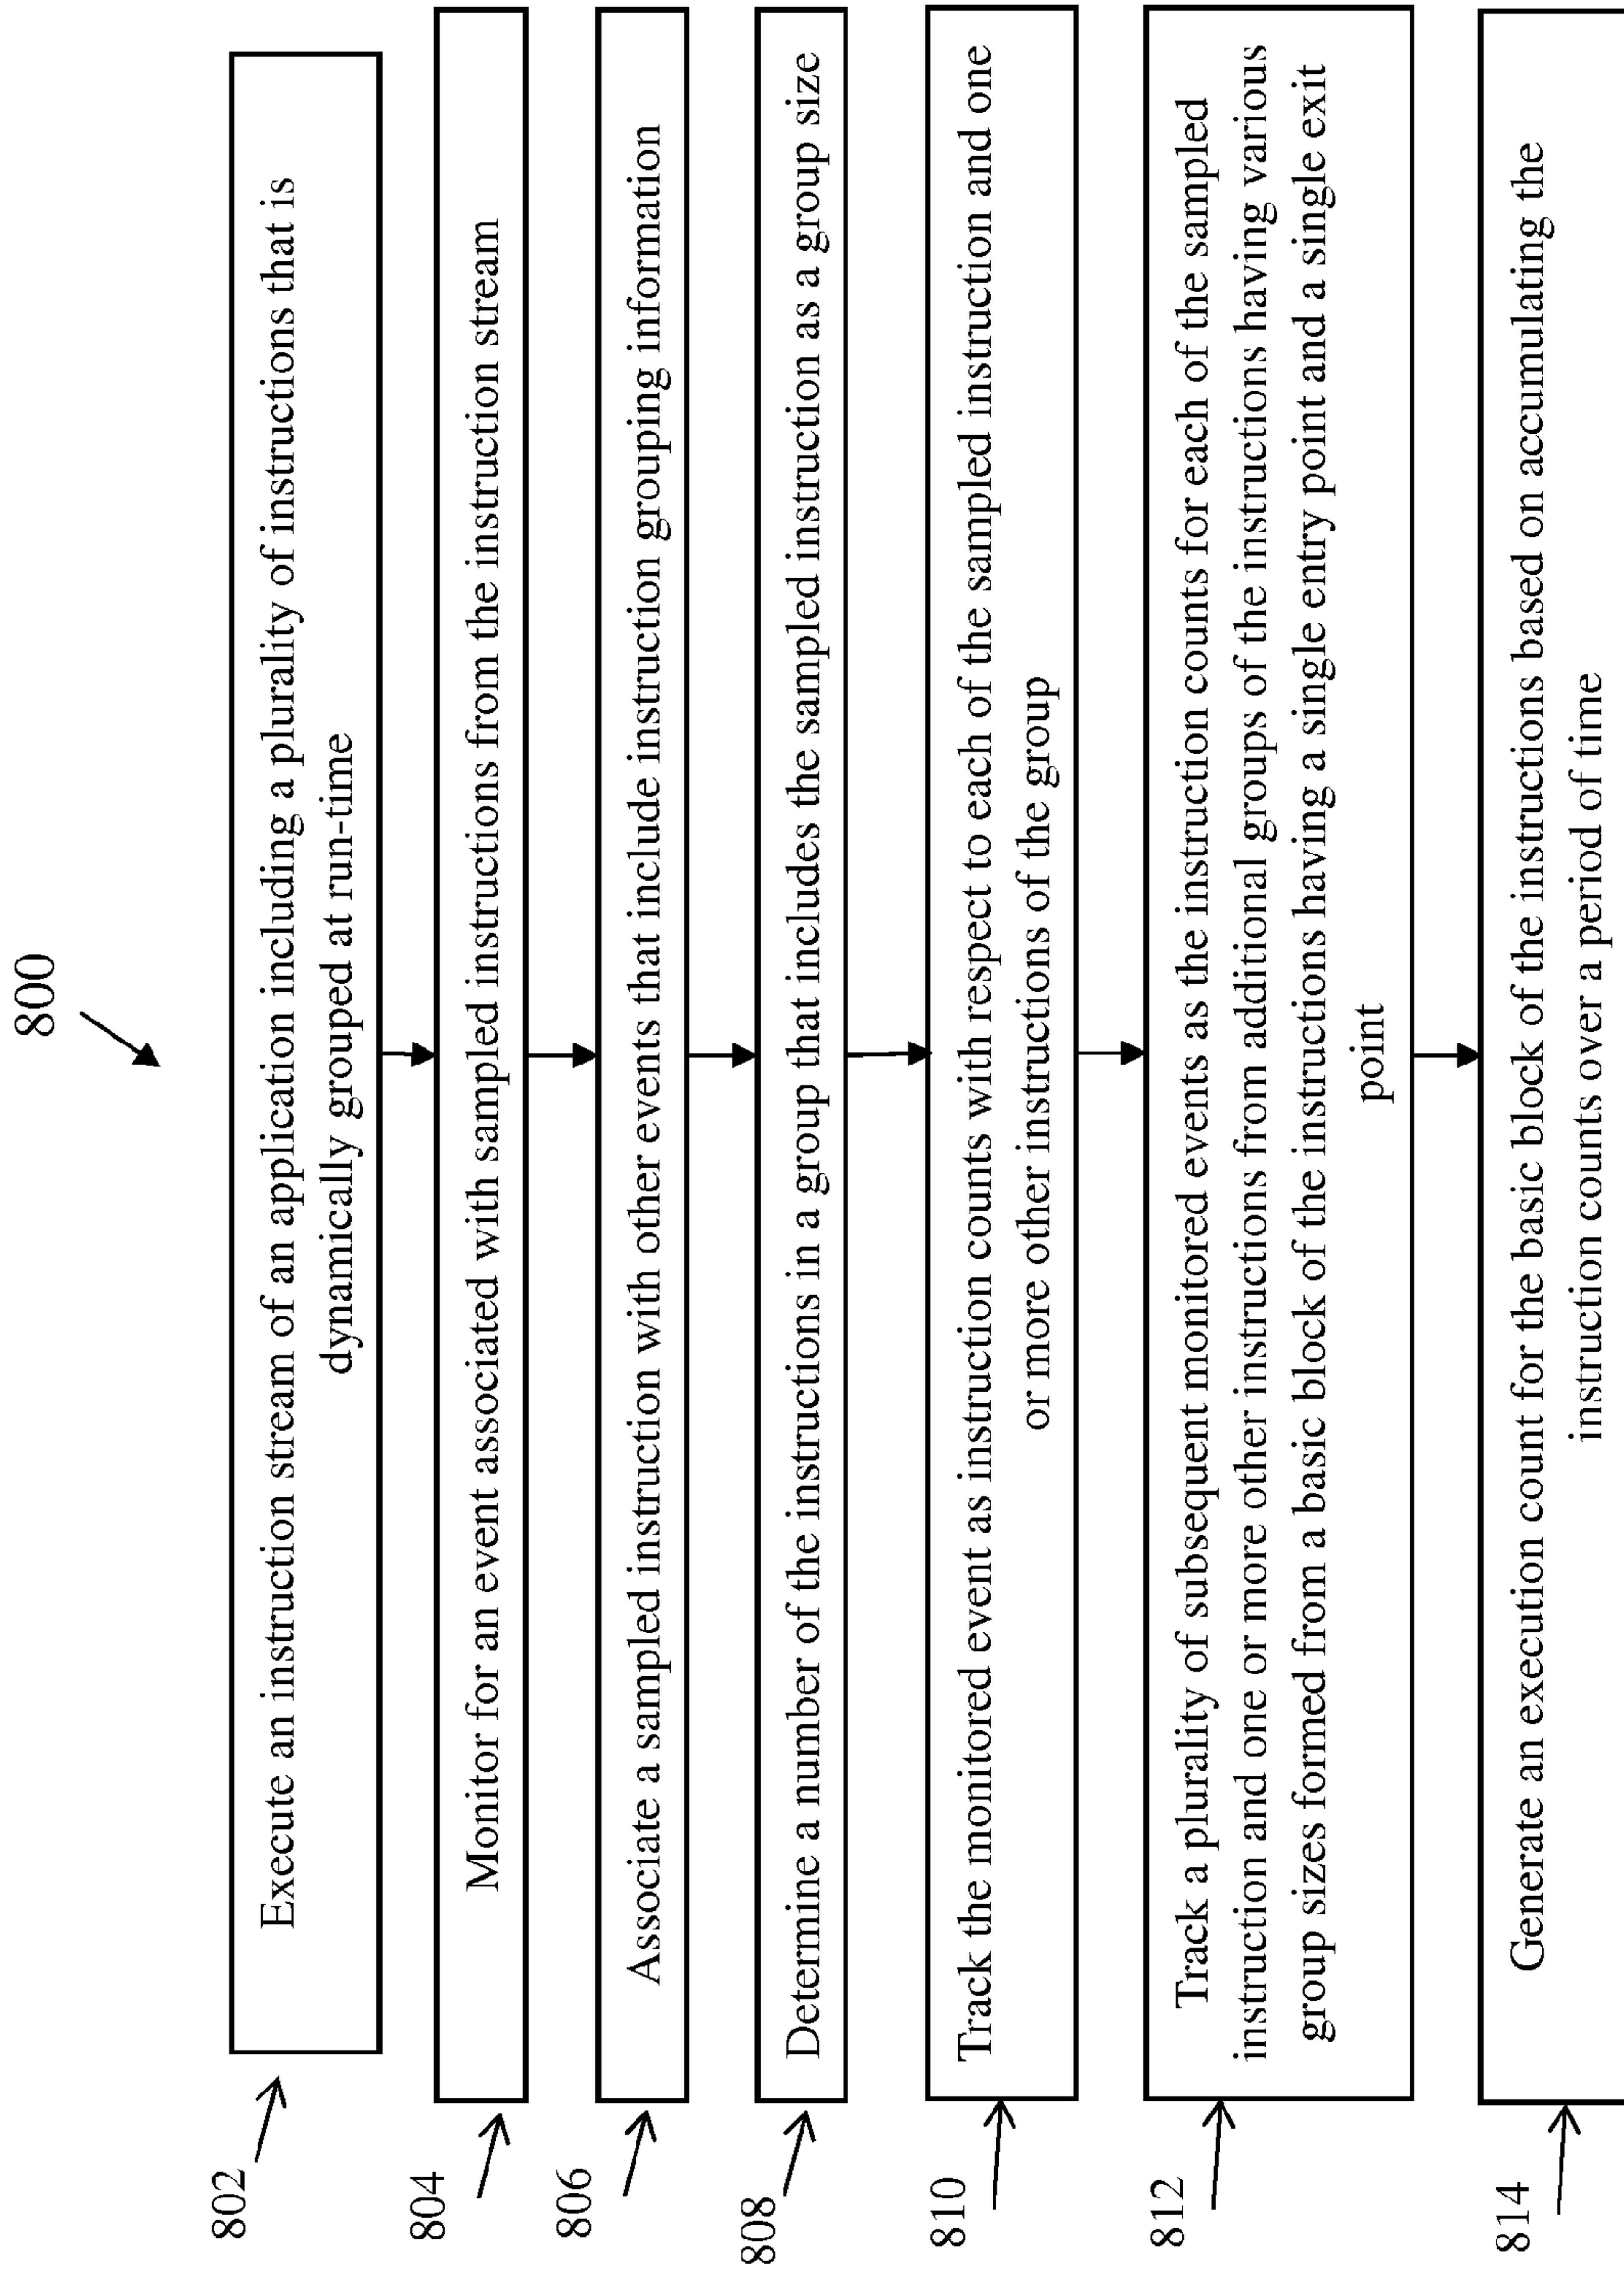 800
802
Execute an instruction stream of an application including a plurality of instructions that is
dynamically grouped at run-time
804
Monitor for an event associated with sampled instructions from the instruction stream
806
Associate a sampled instruction with other events that include instruction grouping information
808
Determine a number of the instructions in a group that includes the sampled instruction as a group size
810
Track the monitored event as instruction counts with respect to each of the sampled instruction and one
or more other instructions of the group
812
Track a plurality of subsequent monitored events as the instruction counts for each of the sampled
instruction and one or more other instructions from additional groups of the instructions having various
group sizes formed from a basic block of the instructions having a single entry point and a single exit
point
814
Generate an execution count for the basic block of the instructions based on accumulating the
instruction counts over a period of time